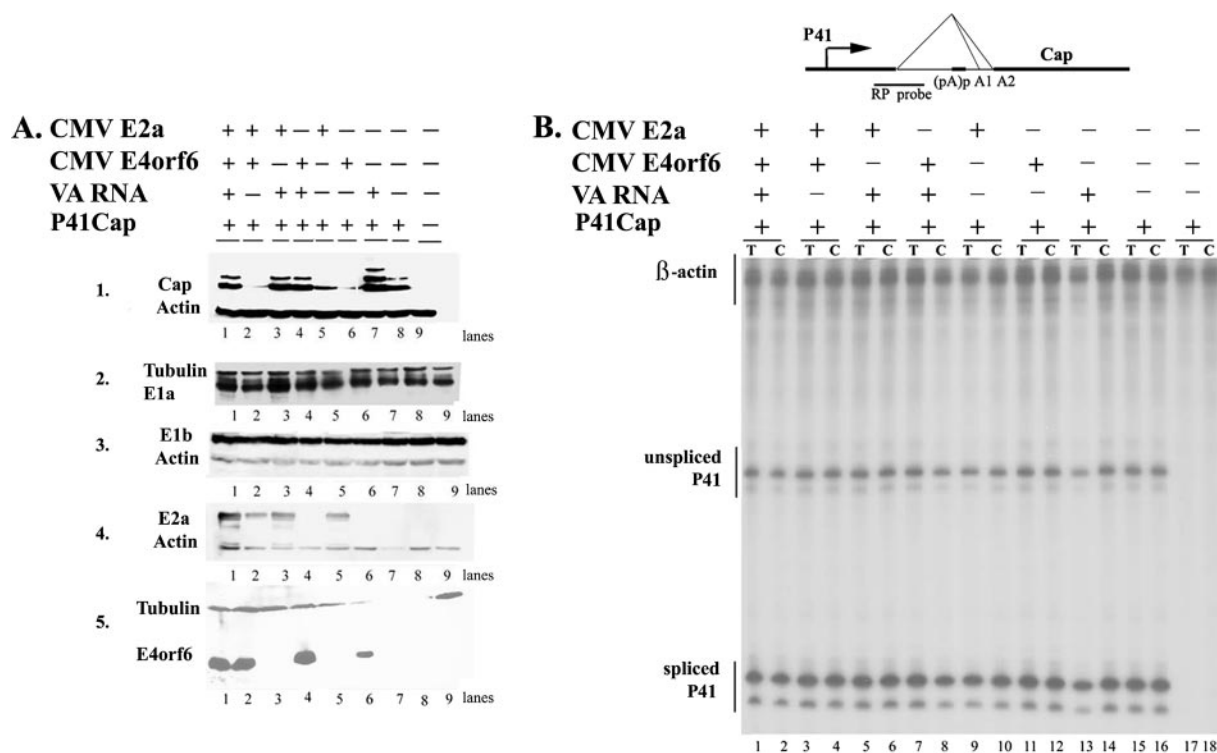 A.
CMV E2a + + + — + — — — —
CMV E4orf6 + + — + — + — — —
VA RNA + — + + — — + — —
P41Cap + + + + + + + + —
1.
Cap
Actin
1 2 3 4 5 6 7 8 9 lanes
2.
Tubulin
E1a
1 2 3 4 5 6 7 8 9 lanes
3.
E1b
Actin
1 2 3 4 5 6 7 8 9 lanes
4.
E2a
Actin
1 2 3 4 5 6 7 8 9 lanes
5.
Tubulin
E4orf6
1 2 3 4 5 6 7 8 9 lanes
P41
Cap
(pA)p A1 A2
RP probe
B.
CMV E2a + + + — + — — — —
CMV E4orf6 + + — + — + — — —
VA RNA + — + + — — + — —
P41Cap + + + + + + + + —
T C T C T C T C T C T C T C T C T C
β-actin
unspliced
P41
spliced
P41
1 2 3 4 5 6 7 8 9 10 11 12 13 14 15 16 17 18